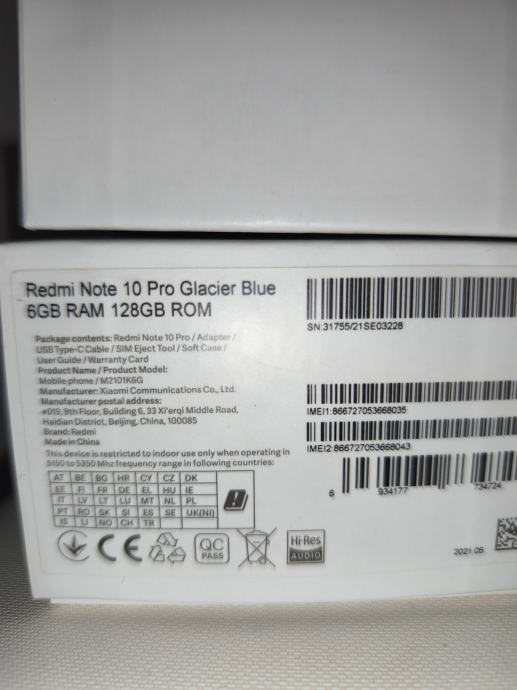 Redmi Note 10 Pro Glacier Blue
6GB RAM 128GB ROM
Package contents: Redmi Note 10 Pro / Adapter /
USB Type-C Cable / SIM Eject Tool / Soft Case /
User Guide / Warranty Card
Product Name / Product Model:
Mobile phone / M2101K6G
Manufacturer: Xiaomi Communications Co., Ltd.
Manufacturer postal address:
#019, 9th Floor, Building 6, 33 Xi'erqi Middle Road,
Haidian District, Beijing, China, 100085
Brand: Redmi
Made in China
This device is restricted to indoor use only when operating in
5150 to 5350 Mhz frequency range in following countries:
AT BE BG HR CY CZ DK
EE FI FR DE EL HU IE
IT LV LT LU MT NL PL
PT RO SK SI ES SE UK(NI)
IS LI NO CH TR
CE
QC
PASS
Hi-Res
AUDIO
SN:31755/21SE03228
IMEI1:866727053668035
IMEI2:866727053668043
6 934177 734724
2021.05